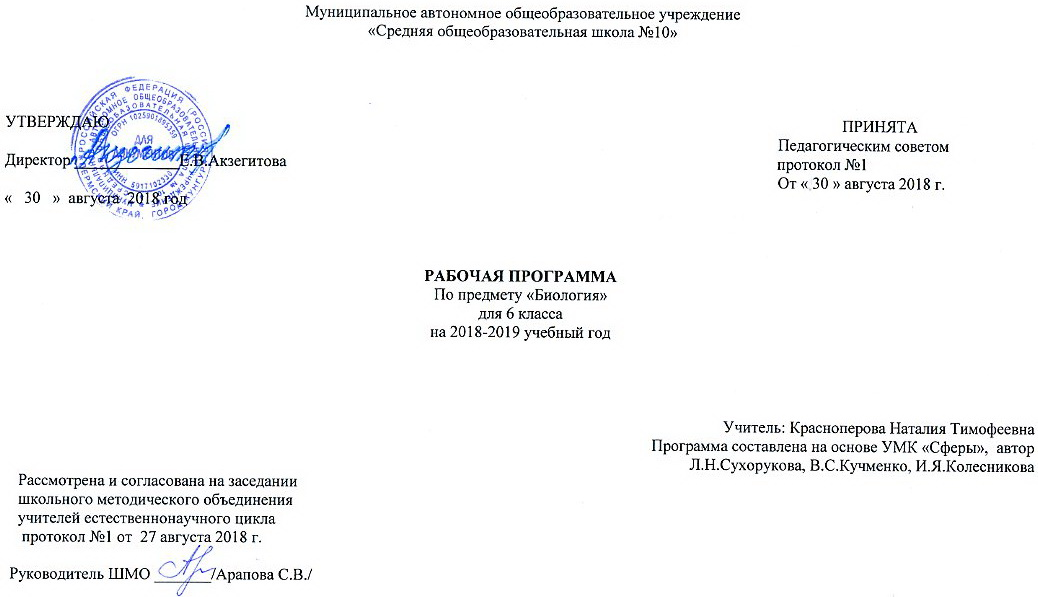 Муниципальное автономное общеобразовательное учреждение
«Средняя общеобразовательная школа №10»
УТВЕРЖДАЮ
Директор Е.В.Акзегитова
« 30 » августа 2018 год
ДЛЯ
ПРИНЯТА
Педагогическим советом
протокол №1
От « 30 » августа 2018 г.
РАБОЧАЯ ПРОГРАММА
По предмету «Биология»
для 6 класса
на 2018-2019 учебный год
Учитель: Красноперова Наталия Тимофеевна
Программа составлена на основе УМК «Сферы», автор
Л.Н.Сухорукова, В.С.Кучменко, И.Я.Колесникова
Рассмотрена и согласована на заседании
школьного методического объединения
учителей естественнонаучного цикла
протокол №1 от 27 августа 2018 г.
Руководитель ШМО _______/Арапова С.В./